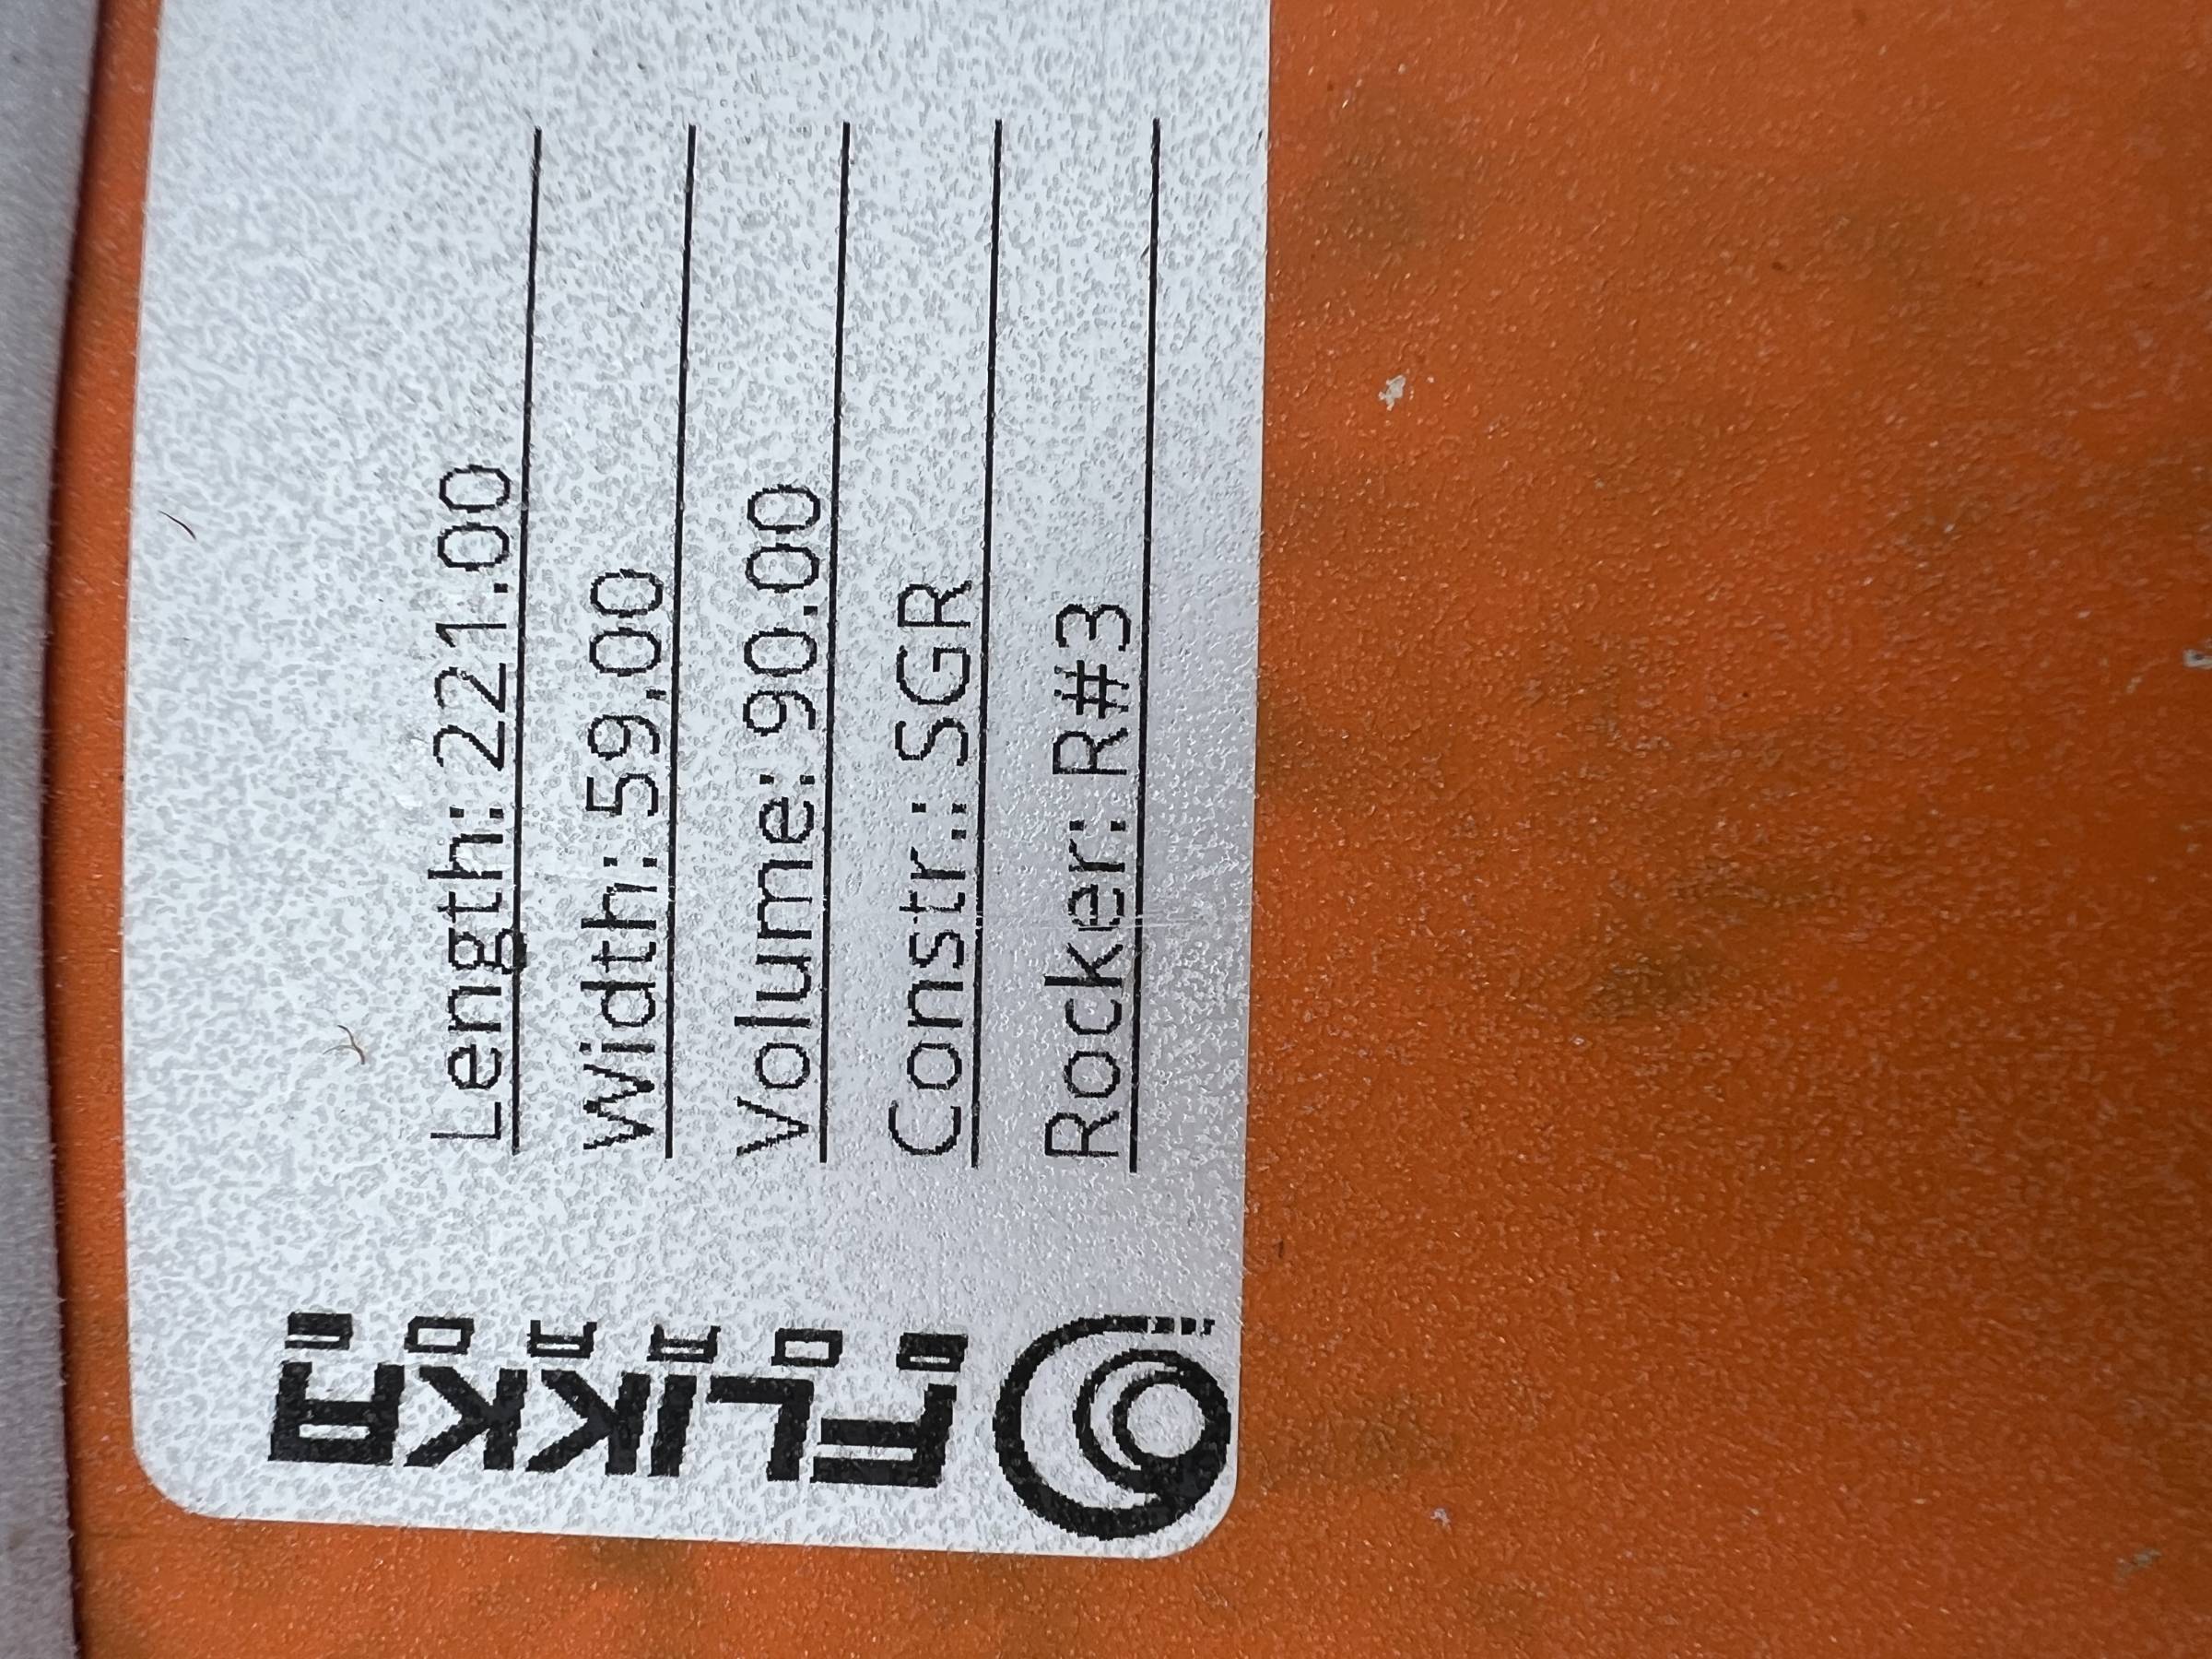 FLIKKA
Length: 221.00
Width: 59.00
Volume: 90.00
Constr.: SGR
Rocker: R#3